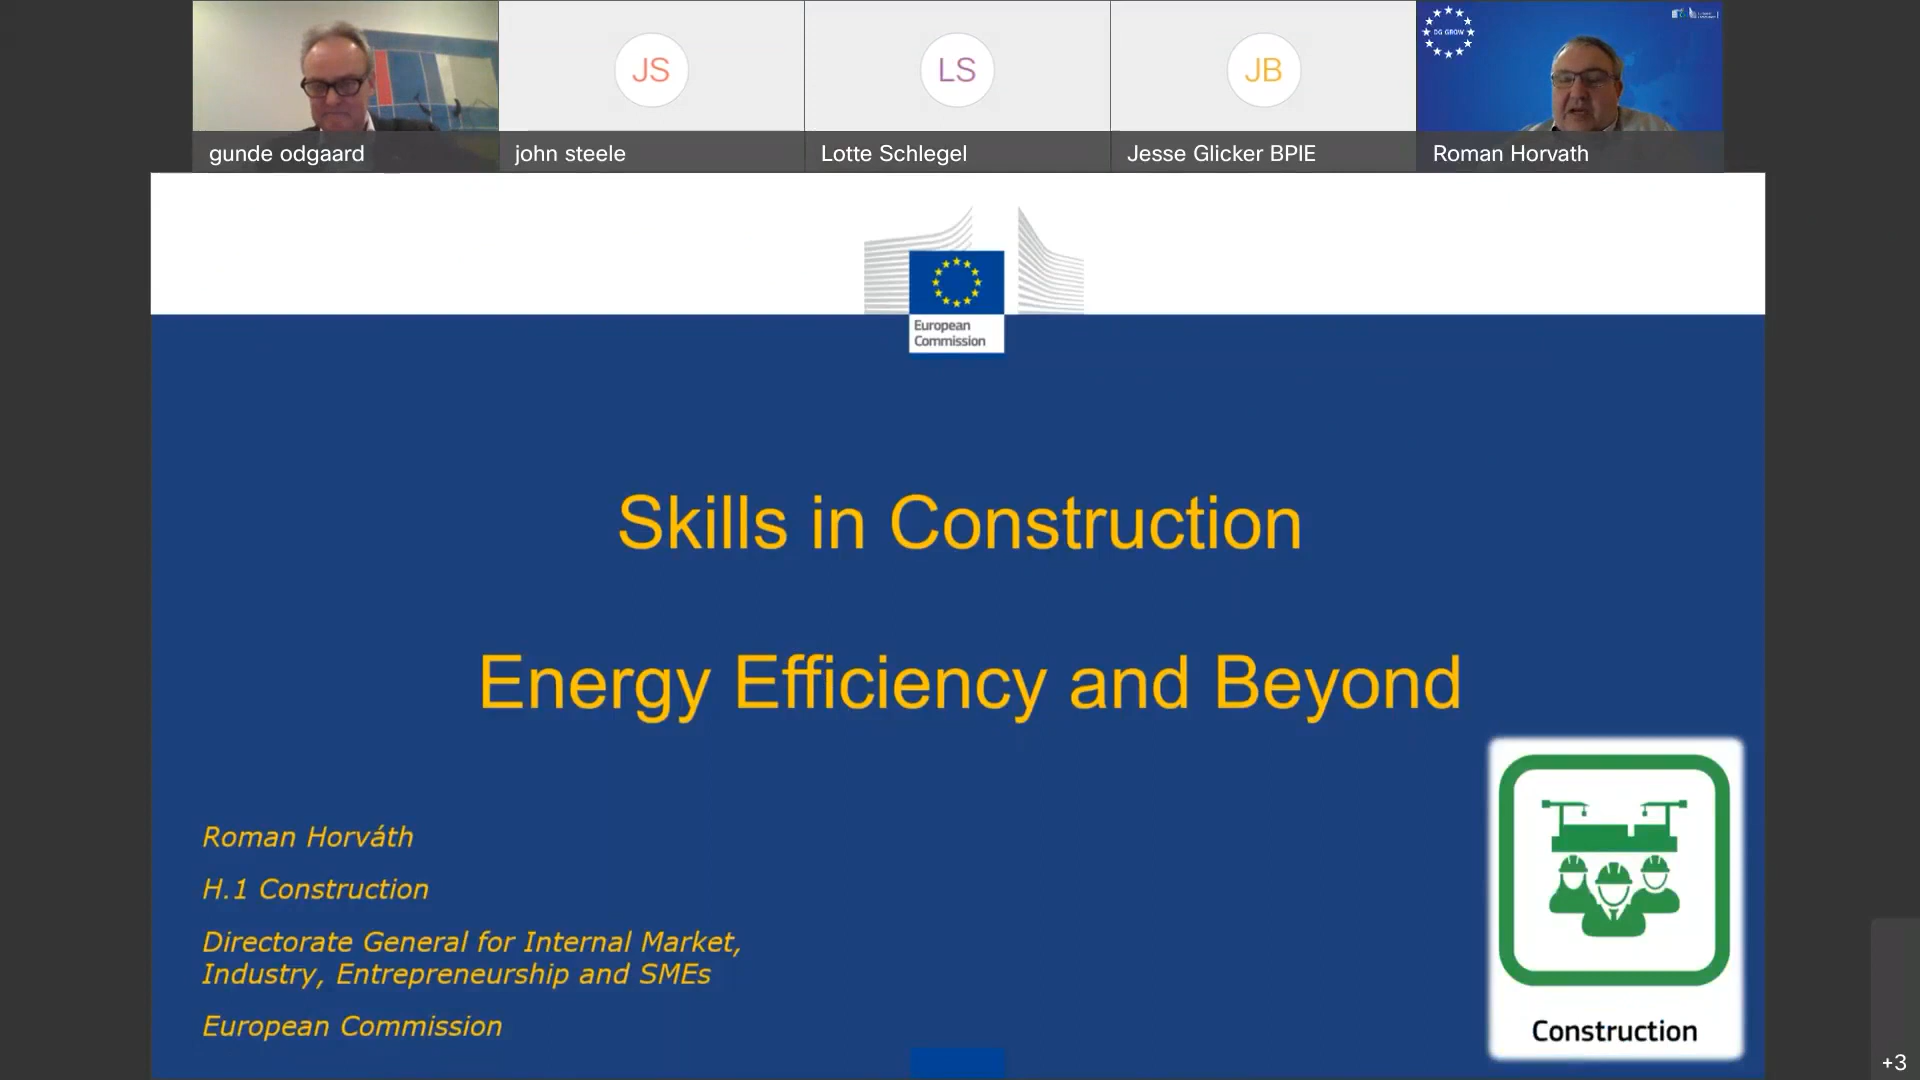 JS
LS
JB
DG GROW
gunde odgaard
john steele
Lotte Schlegel
Jesse Glicker BPIE
Roman Horvath
European
Commission
Skills in Construction
Energy Efficiency and Beyond
Roman Horváth
H.1 Construction
Directorate General for Internal Market,
Industry, Entrepreneurship and SMEs
European Commission
Construction
+3